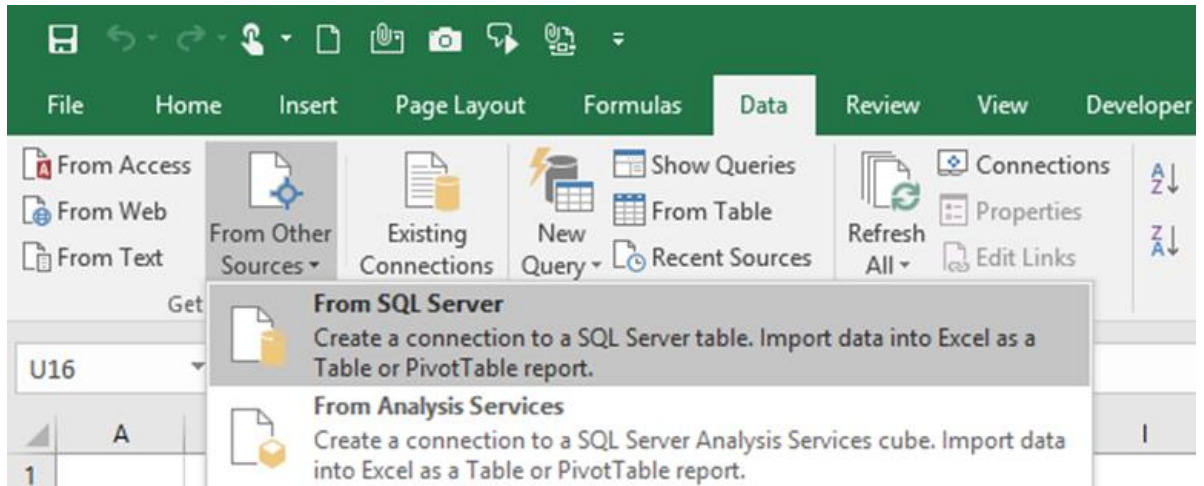 File Home Insert Page Layout Formulas Data Review View Developer
From Access
From Web
From Text
From Other
Sources
Existing
Connections
New
Query
Show Queries
From Table
Recent Sources
Refresh
All
Connections
Properties
Edit Links
A
Z
Z
A
Get
From SQL Server
Create a connection to a SQL Server table. Import data into Excel as a
Table or PivotTable report.
From Analysis Services
Create a connection to a SQL Server Analysis Services cube. Import data
into Excel as a Table or PivotTable report.
U16
A I
1